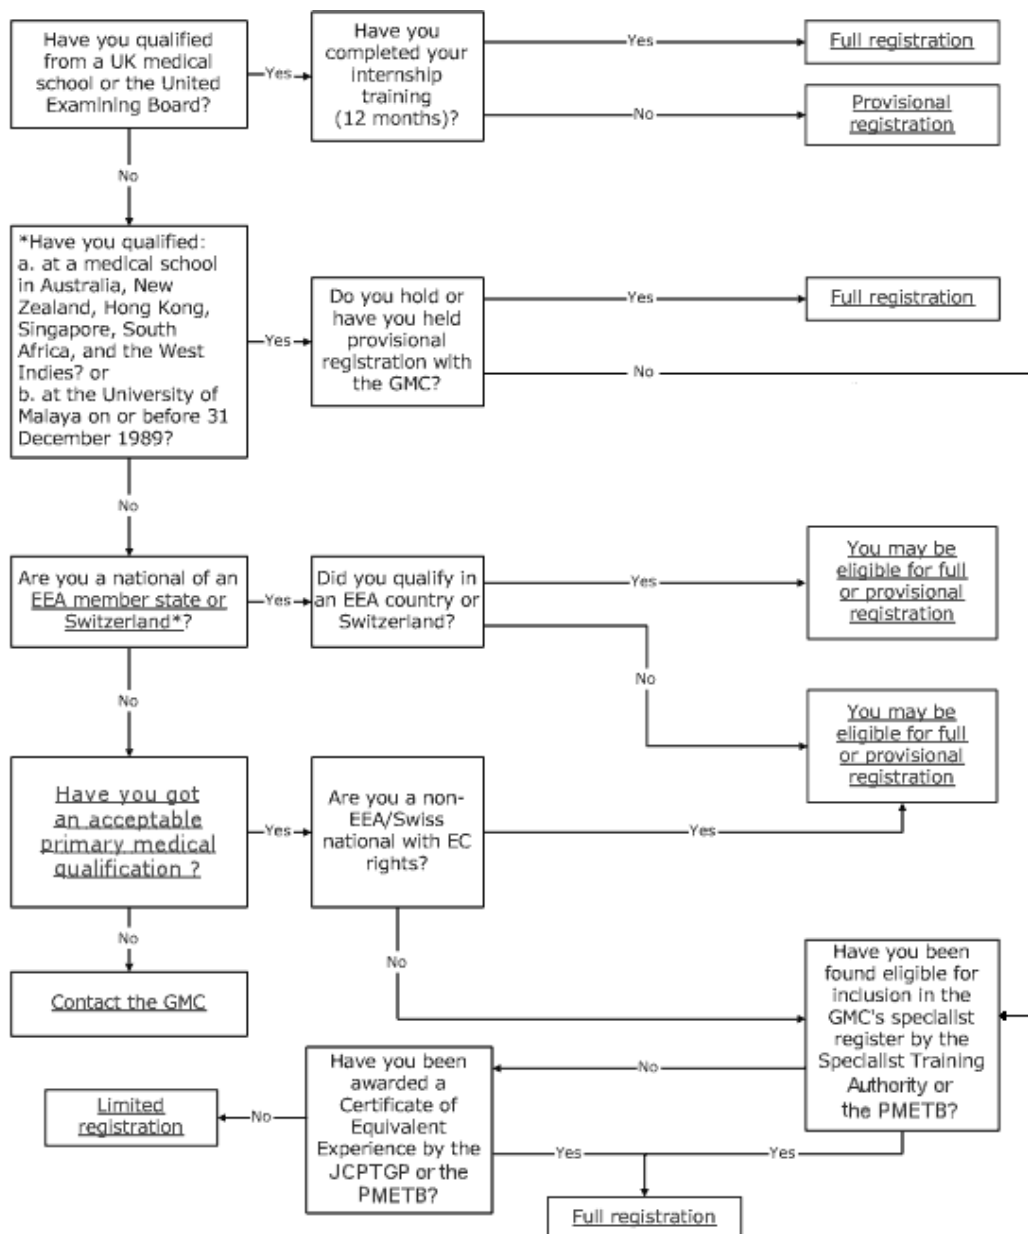 Have you qualified
from a UK medical
school or the United
Examining Board?
Yes
Have you
completed your
internship
training
(12 months)?
Yes
Full registration
No
Provisional
registration
No
*Have you qualified:
a. at a medical school
in Australia, New
Zealand, Hong Kong,
Singapore, South
Africa, and the West
Indies? or
b. at the University of
Malaya on or before 31
December 1989?
Yes
Do you hold or
have you held
provisional
registration with
the GMC?
Yes
Full registration
No
No
Are you a national of an
EEA member state or
Switzerland*?
Yes
Did you qualify in
an EEA country or
Switzerland?
Yes
You may be
eligible for full
or provisional
registration
No
You may be
eligible for full
or provisional
registration
No
Have you got
an acceptable
primary medical
qualification ?
Yes
Are you a non-
EEA/Swiss
national with EC
rights?
Yes
No
Contact the GMC
No
Have you been
found eligible for
inclusion in the
GMC's specialist
register by the
Specialist Training
Authority or
the PMETB?
No
Have you been
awarded a
Certificate of
Equivalent
Experience by the
JCPTGP or the
PMETB?
No
Limited
registration
Yes
Yes
Full registration